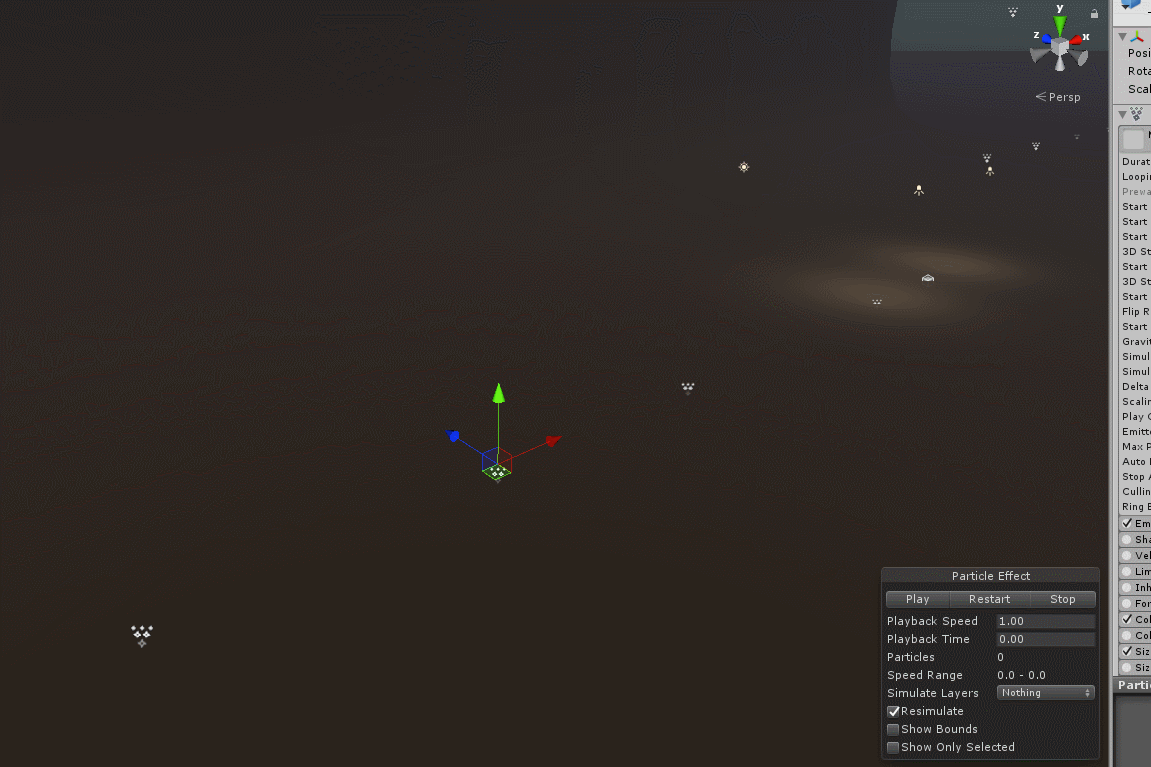 y
z
x
Persp
Posi
Rota
Scal
Durat
Loopin
Prewa
Start
Start
Start
3D St
Start
3D St
Start
Flip R
Start
Gravit
Simul
Simul
Delta
Scalin
Play
Emitte
Max P
Auto
Stop
Cullin
Ring
Em
Sha
Vel
Lim
Inh
For
Col
Col
Siz
Siz
Parti
Particle Effect
Play Restart Stop
Playback Speed 1.00
Playback Time 0.00
Particles 0
Speed Range 0.0 - 0.0
Simulate Layers Nothing
Resimulate
Show Bounds
Show Only Selected